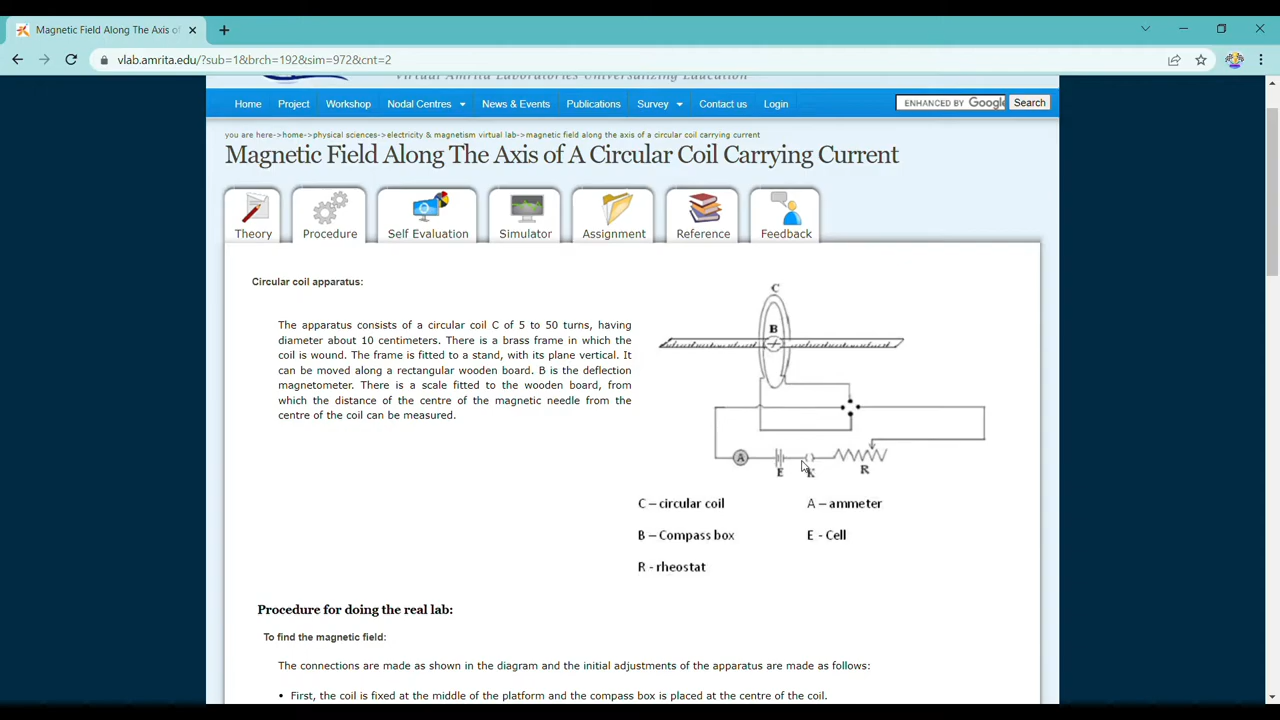 Magnetic Field Along The Axis of
vlab.amrita.edu/?sub=1&brch=192&sim=972&cnt=2
Virtual Amrita Laboratories Universalizing Education
Home Project Workshop Nodal Centres News & Events Publications Survey Contact us Login ENHANCED BY Google Search
you are here->home->physical sciences->electricity & magnetism virtual lab->magnetic field along the axis of a circular coil carrying current
Magnetic Field Along The Axis of A Circular Coil Carrying Current
Theory Procedure Self Evaluation Simulator Assignment Reference Feedback
Circular coil apparatus:
The apparatus consists of a circular coil C of 5 to 50 turns, having
diameter about 10 centimeters. There is a brass frame in which the
coil is wound. The frame is fitted to a stand, with its plane vertical. It
can be moved along a rectangular wooden board. B is the deflection
magnetometer. There is a scale fitted to the wooden board, from
which the distance of the centre of the magnetic needle from the
centre of the coil can be measured.
C
B
A
E K R
C – circular coil A – ammeter
B – Compass box E - Cell
R - rheostat
Procedure for doing the real lab:
To find the magnetic field:
The connections are made as shown in the diagram and the initial adjustments of the apparatus are made as follows:
• First, the coil is fixed at the middle of the platform and the compass box is placed at the centre of the coil.